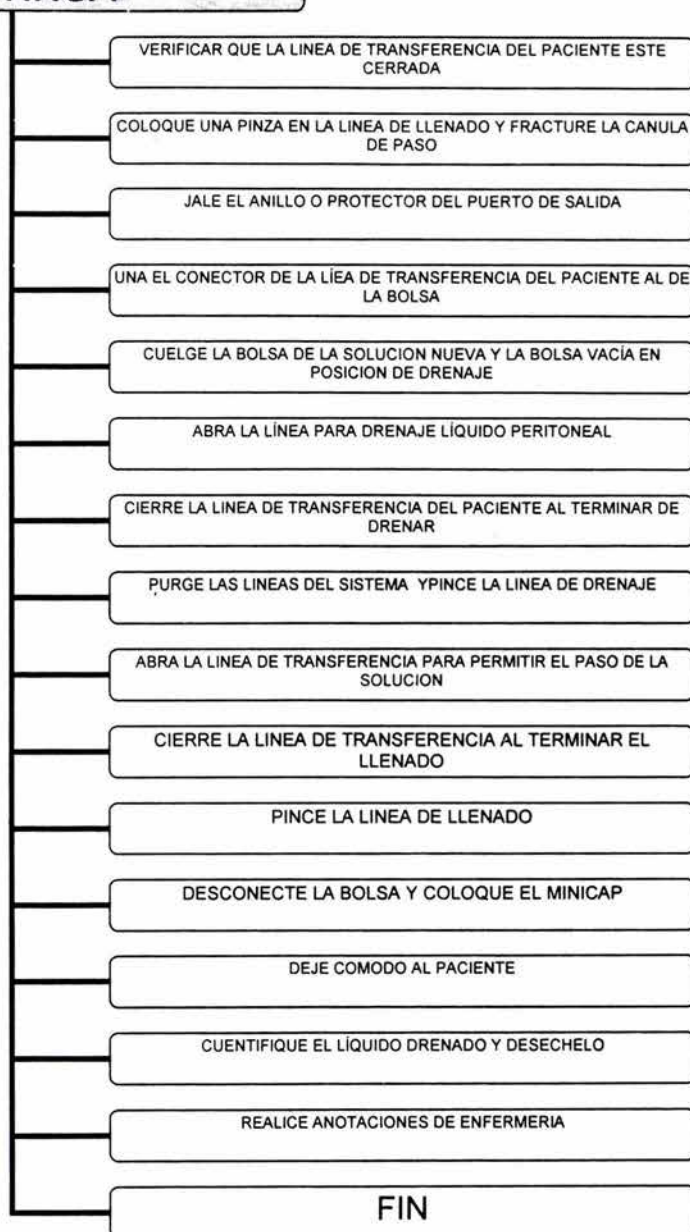 VERIFICAR QUE LA LINEA DE TRANSFERENCIA DEL PACIENTE ESTE
CERRADA
COLOQUE UNA PINZA EN LA LINEA DE LLENADO Y FRACTURE LA CANULA
DE PASO
JALE EL ANILLO O PROTECTOR DEL PUERTO DE SALIDA
UNA EL CONECTOR DE LA LÍEA DE TRANSFERENCIA DEL PACIENTE AL DE
LA BOLSA
CUELGE LA BOLSA DE LA SOLUCION NUEVA Y LA BOLSA VACÍA EN
POSICION DE DRENAJE
ABRA LA LÍNEA PARA DRENAJE LÍQUIDO PERITONEAL
CIERRE LA LINEA DE TRANSFERENCIA DEL PACIENTE AL TERMINAR DE
DRENAR
PURGE LAS LINEAS DEL SISTEMA YPINCE LA LINEA DE DRENAJE
ABRA LA LINEA DE TRANSFERENCIA PARA PERMITIR EL PASO DE LA
SOLUCION
CIERRE LA LINEA DE TRANSFERENCIA AL TERMINAR EL
LLENADO
PINCE LA LINEA DE LLENADO
DESCONECTE LA BOLSA Y COLOQUE EL MINICAP
DEJE COMODO AL PACIENTE
CUENTIFIQUE EL LÍQUIDO DRENADO Y DESECHELO
REALICE ANOTACIONES DE ENFERMERIA
FIN